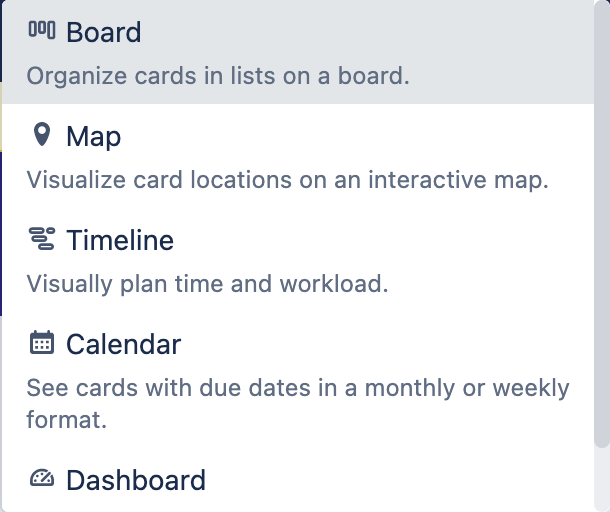 Board
Organize cards in lists on a board.
Map
Visualize card locations on an interactive map.
Timeline
Visually plan time and workload.
Calendar
See cards with due dates in a monthly or weekly
format.
Dashboard